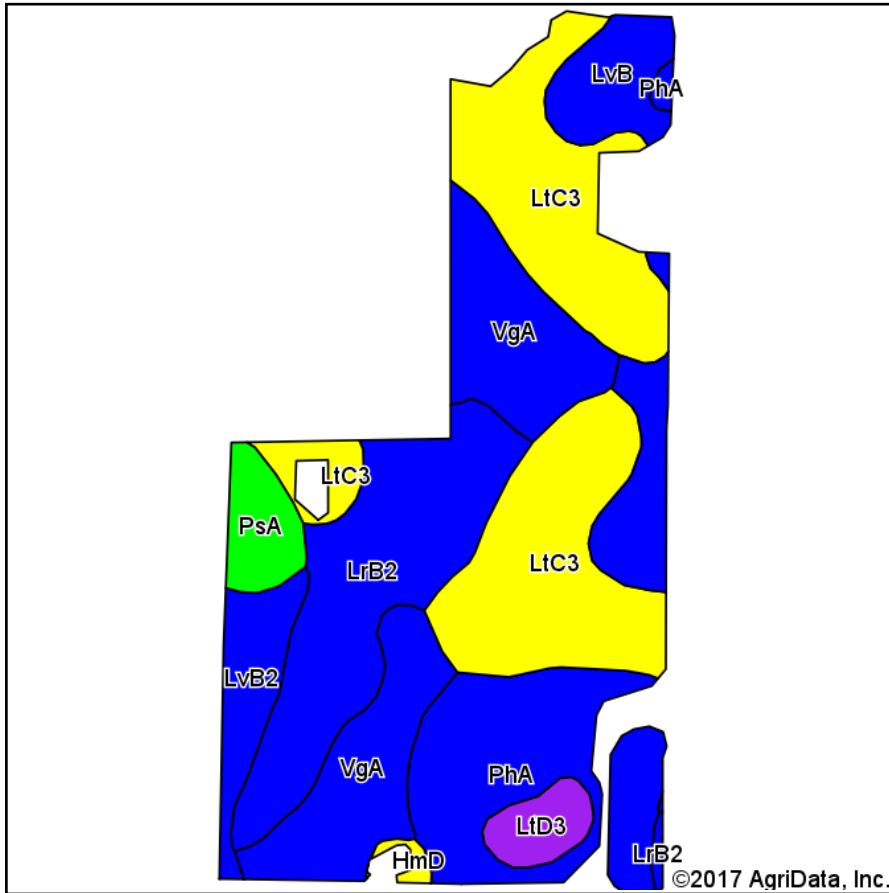 LvB
PhA
LtC3
VgA
LtC3
PsA
LrB2
LtC3
LvB2
VgA
PhA
LtD3
HmD
LrB2
©2017 AgriData, Inc.